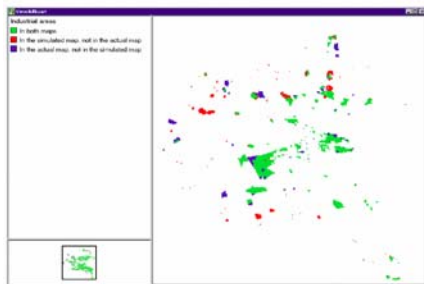 Industrial areas
In both maps
In the simulated map, not in the actual map
In the actual map, not in the simulated map